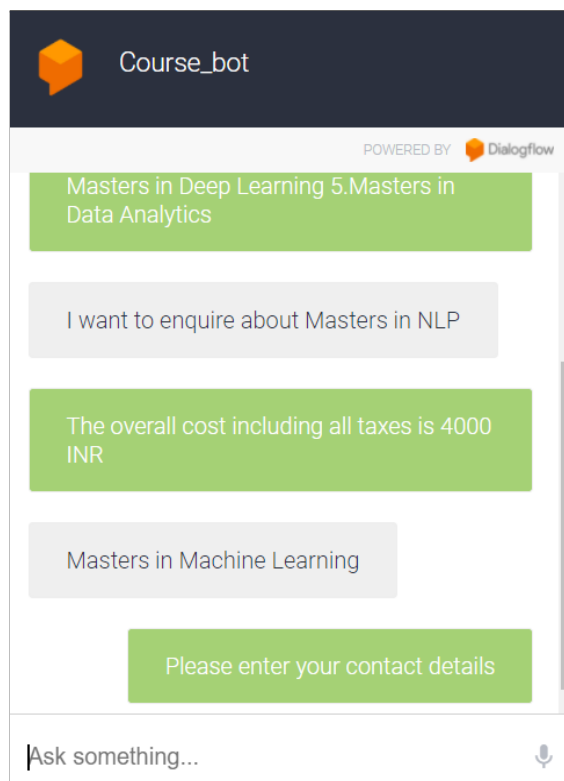 Course_bot
POWERED BY Dialogflow
Masters in Deep Learning 5.Masters in
Data Analytics
I want to enquire about Masters in NLP
The overall cost including all taxes is 4000
INR
Masters in Machine Learning
Please enter your contact details
Ask something...